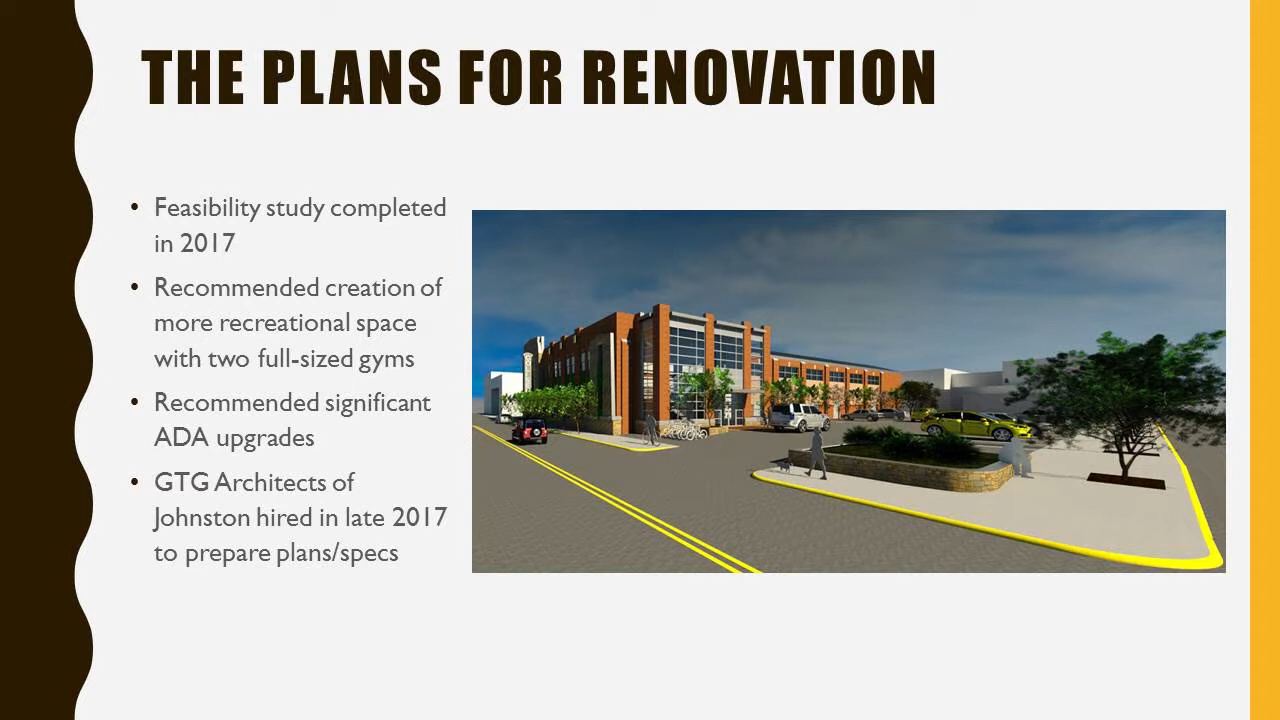 THE PLANS FOR RENOVATION
• Feasibility study completed
in 2017
• Recommended creation of
more recreational space
with two full-sized gyms
• Recommended significant
ADA upgrades
• GTG Architects of
Johnston hired in late 2017
to prepare plans/specs